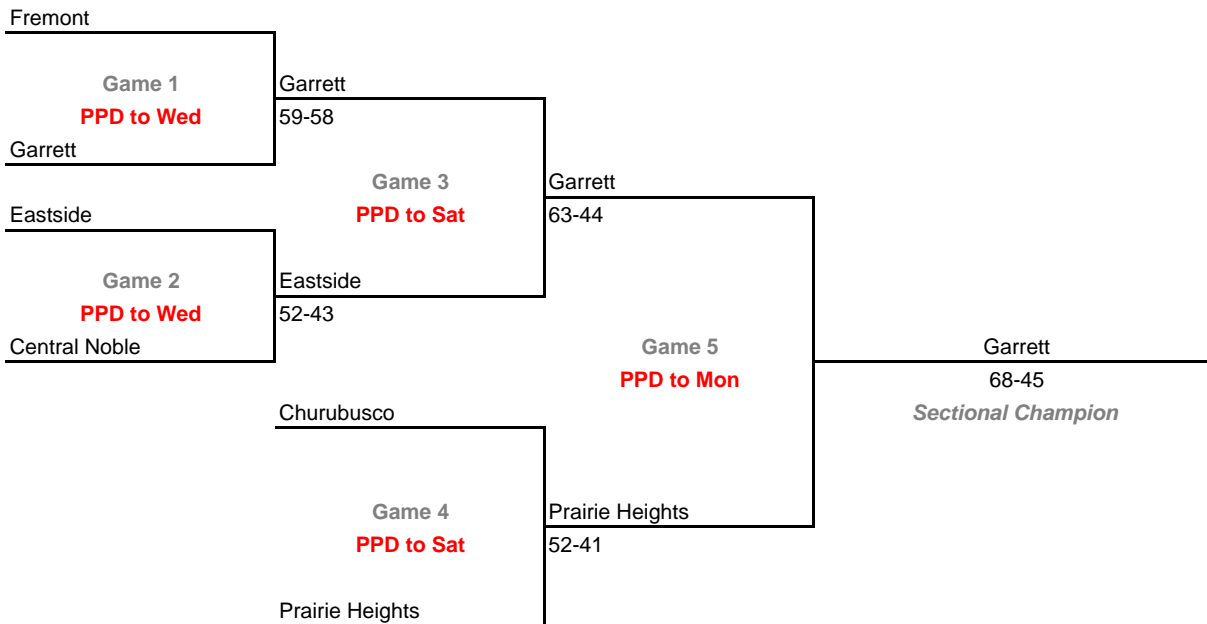 Fremont
Game 1
PPD to Wed
Garrett
Garrett
59-58
Game 3
PPD to Sat
Garrett
63-44
Eastside
Game 2
PPD to Wed
Eastside
52-43
Central Noble
Game 5
PPD to Mon
Garrett
68-45
Sectional Champion
Churubusco
Game 4
PPD to Sat
Prairie Heights
52-41
Prairie Heights